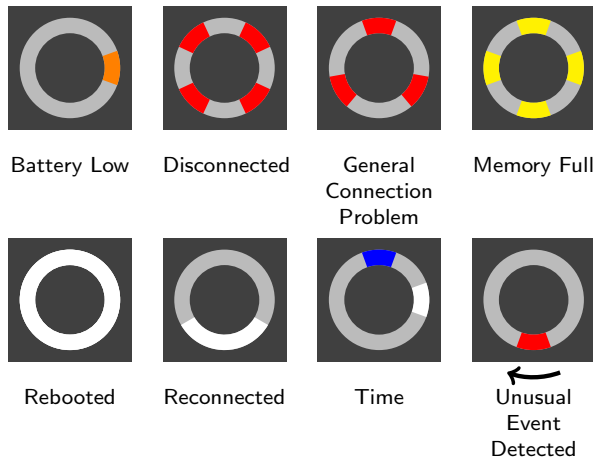 Battery Low
Disconnected
General
Connection
Problem
Memory Full
Rebooted
Reconnected
Time
Unusual
Event
Detected